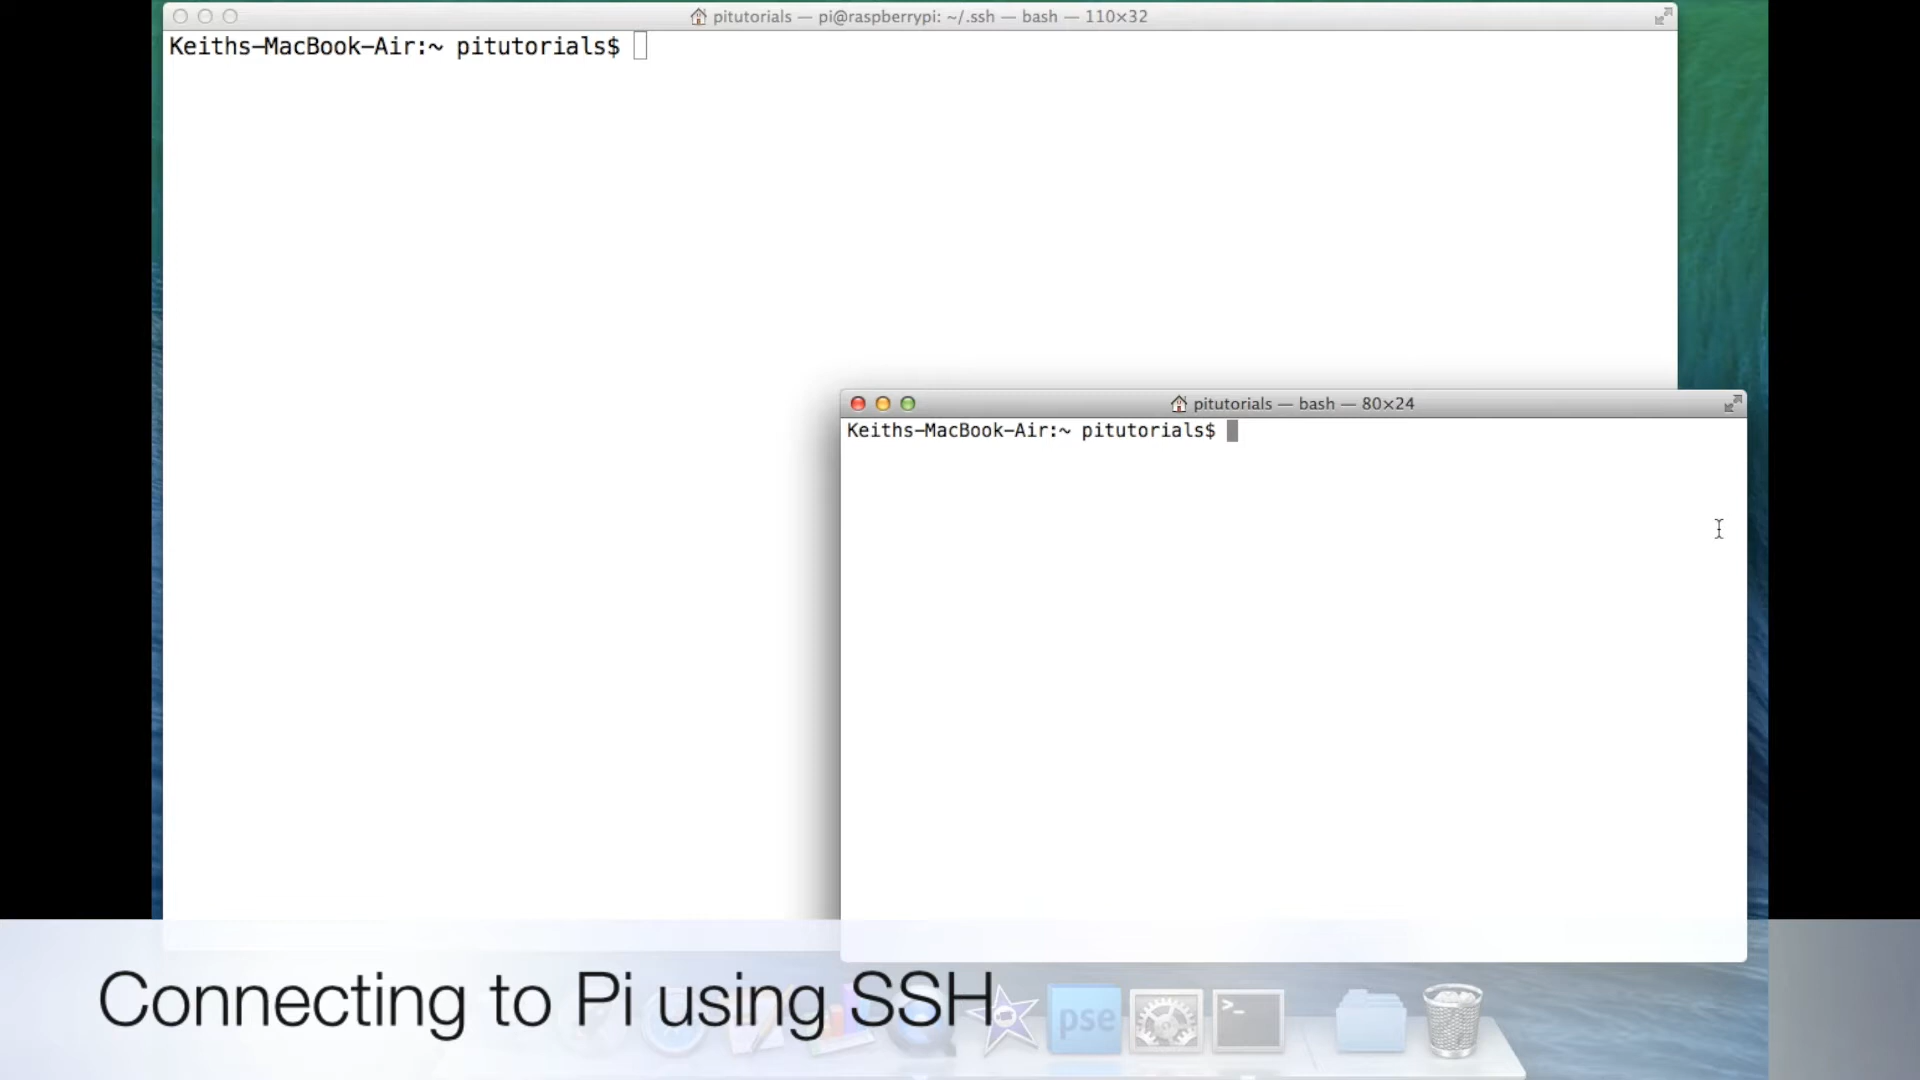 pitutorials — pi@raspberrypi: ~/.ssh — bash — 110×32
Keiths-MacBook-Air:~ pitutorials$
pitutorials — bash — 80×24
Keiths-MacBook-Air:~ pitutorials$
Connecting to Pi using SSH
pse
>_